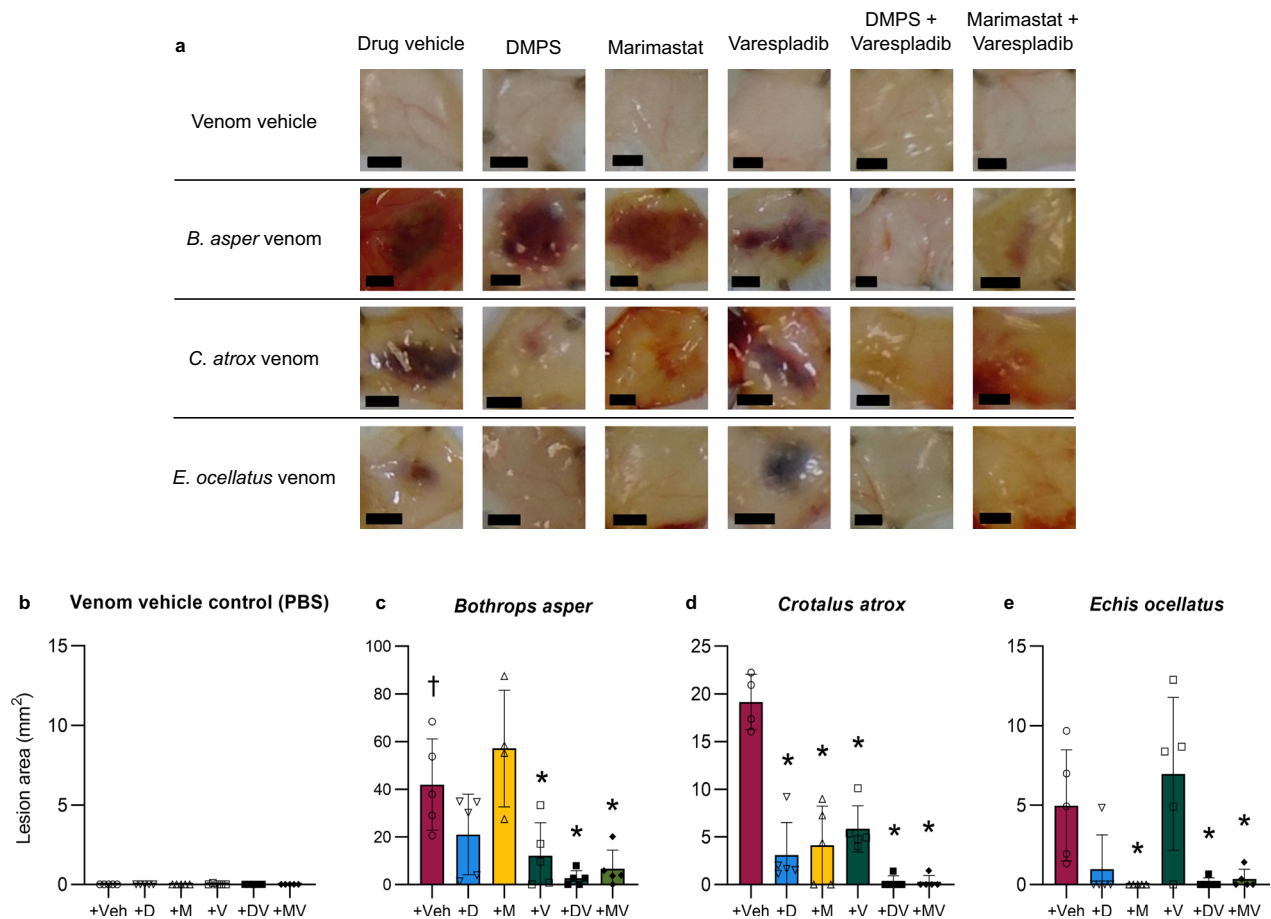 a
Drug vehicle
DMPS
Marimastat
Varespladib
DMPS +
Varespladib
Marimastat +
Varespladib
Venom vehicle
B. asper venom
C. atrox venom
E. ocellatus venom
b
Venom vehicle control (PBS)
Lesion area (mm²)
15
10
5
0
+Veh +D +M +V +DV +MV
c
Bothrops asper
100
80
60
40
20
0
†
*
*
*
+Veh +D +M +V +DV +MV
d
Crotalus atrox
25
20
15
10
5
0
*
*
*
*
*
+Veh +D +M +V +DV +MV
e
Echis ocellatus
15
10
5
0
*
*
*
+Veh +D +M +V +DV +MV